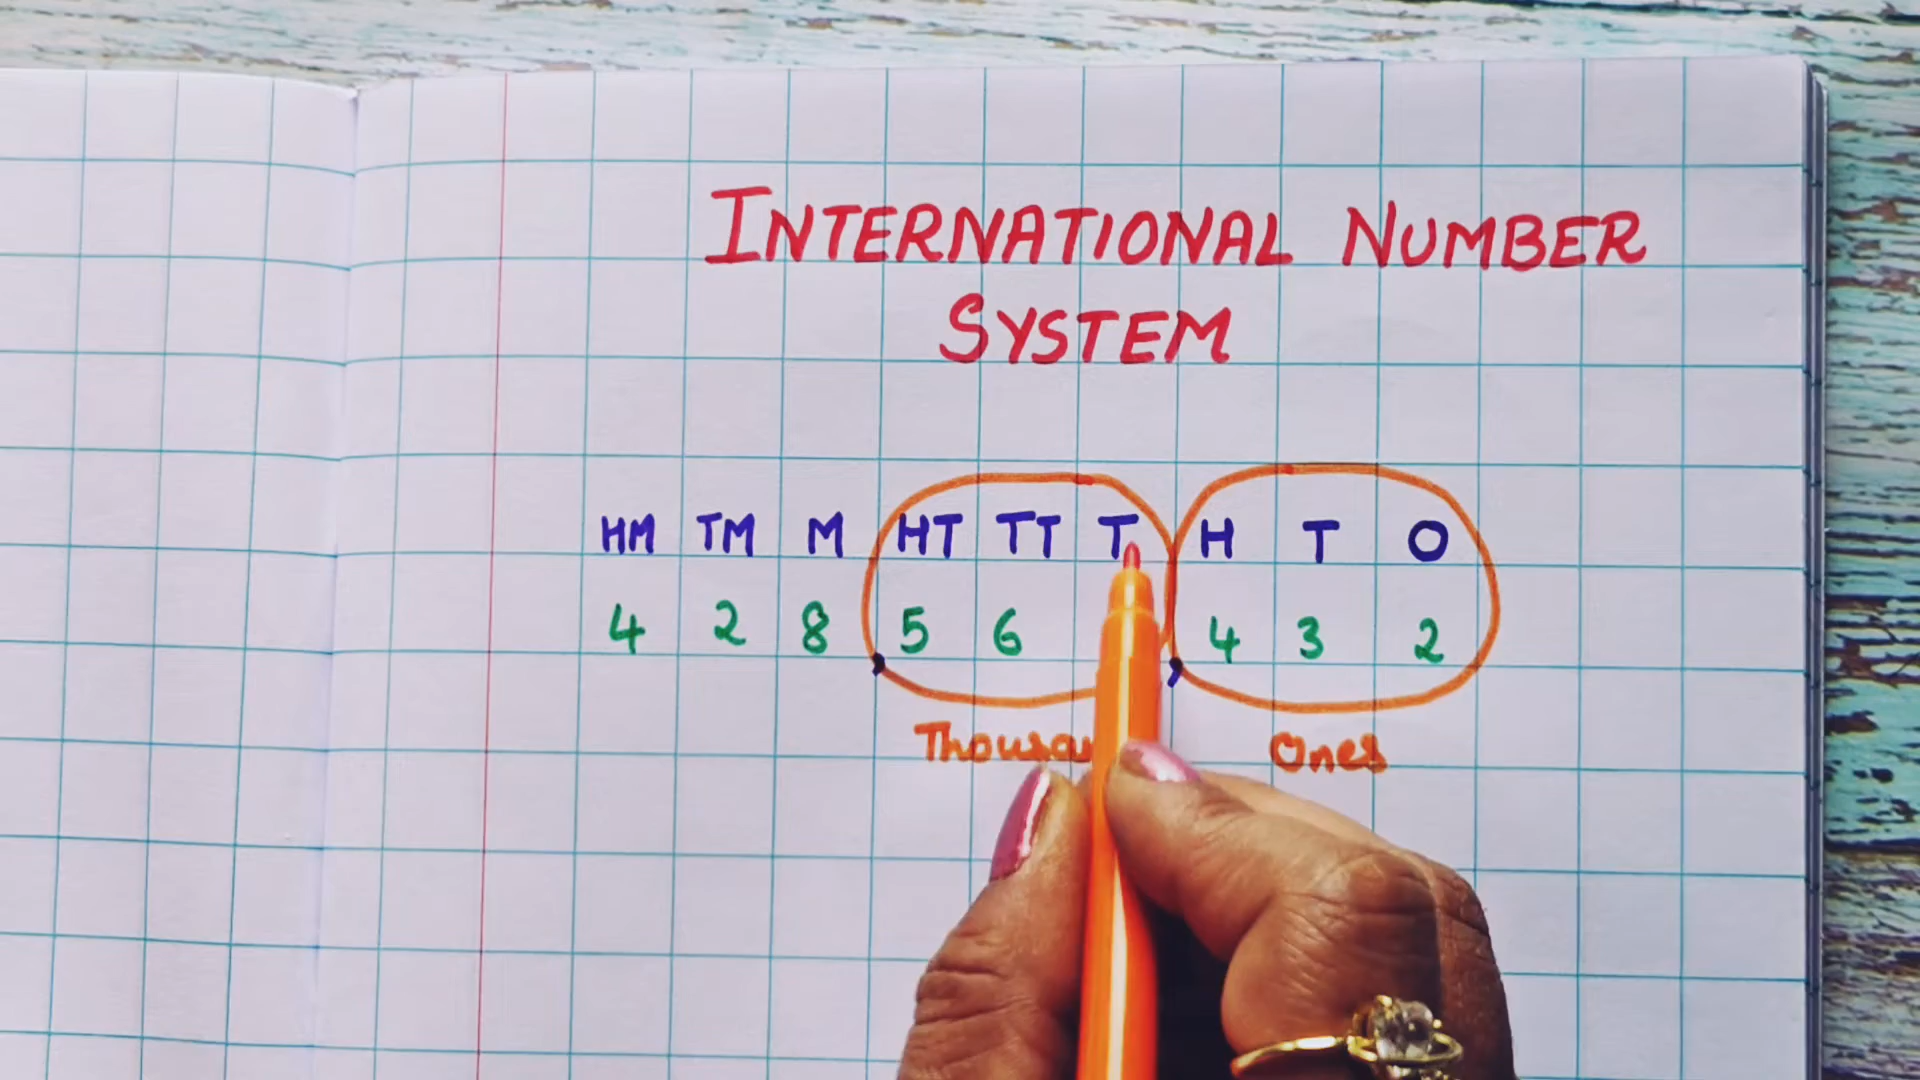 INTERNATIONAL NUMBER
SYSTEM
HM TM M HT TT T H T O
4 2 8 , 5 6 , 4 3 2
Ones